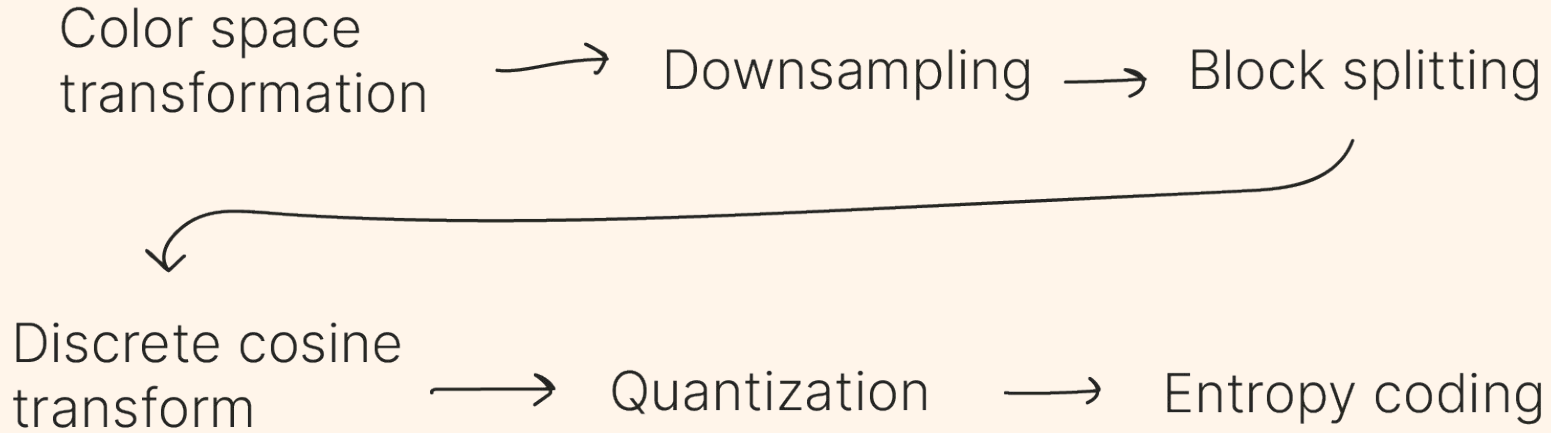 Color space
transformation
Downsampling
Block splitting
Discrete cosine
transform
Quantization
Entropy coding